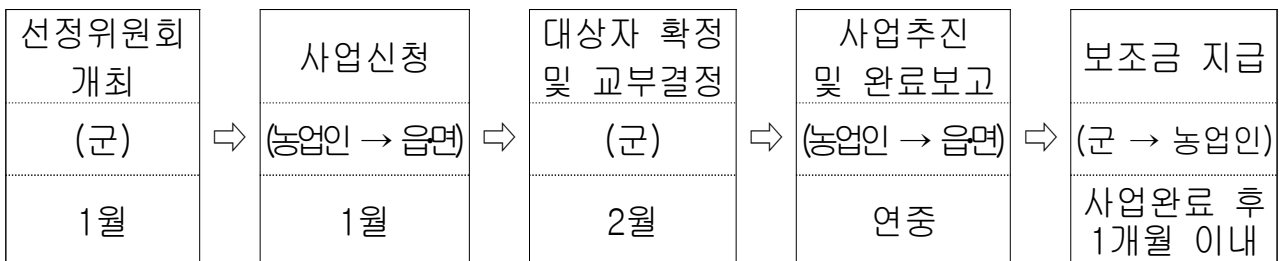 선정위원회
개최
(군)
1월
⇨
사업신청
(농업인 → 읍·면)
1월
⇨
대상자 확정
및 교부결정
(군)
2월
⇨
사업추진
및 완료보고
(농업인 → 읍·면)
연중
⇨
보조금 지급
(군 → 농업인)
사업완료 후
1개월 이내